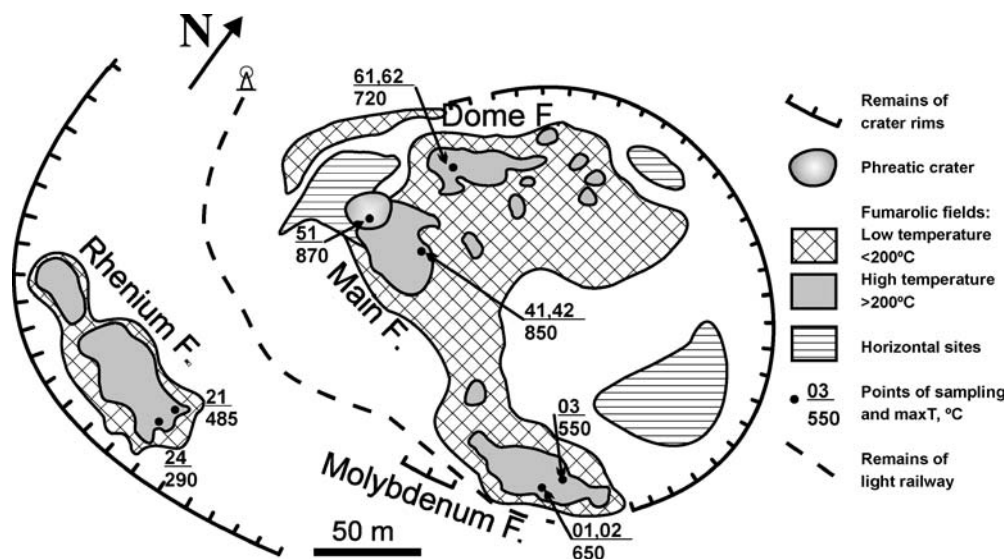 N
61,62
720
Dome F
51
870
Main F.
41,42
850
Rhenium F.
21
485
24
290
03
550
Molybdenum F.
01,02
650
50 m
Remains of
crater rims
Phreatic crater
Fumarolic fields:
Low temperature
<200ºC
High temperature
>200ºC
Horizontal sites
03
550
Points of sampling
and maxT, ºC
Remains of
light railway